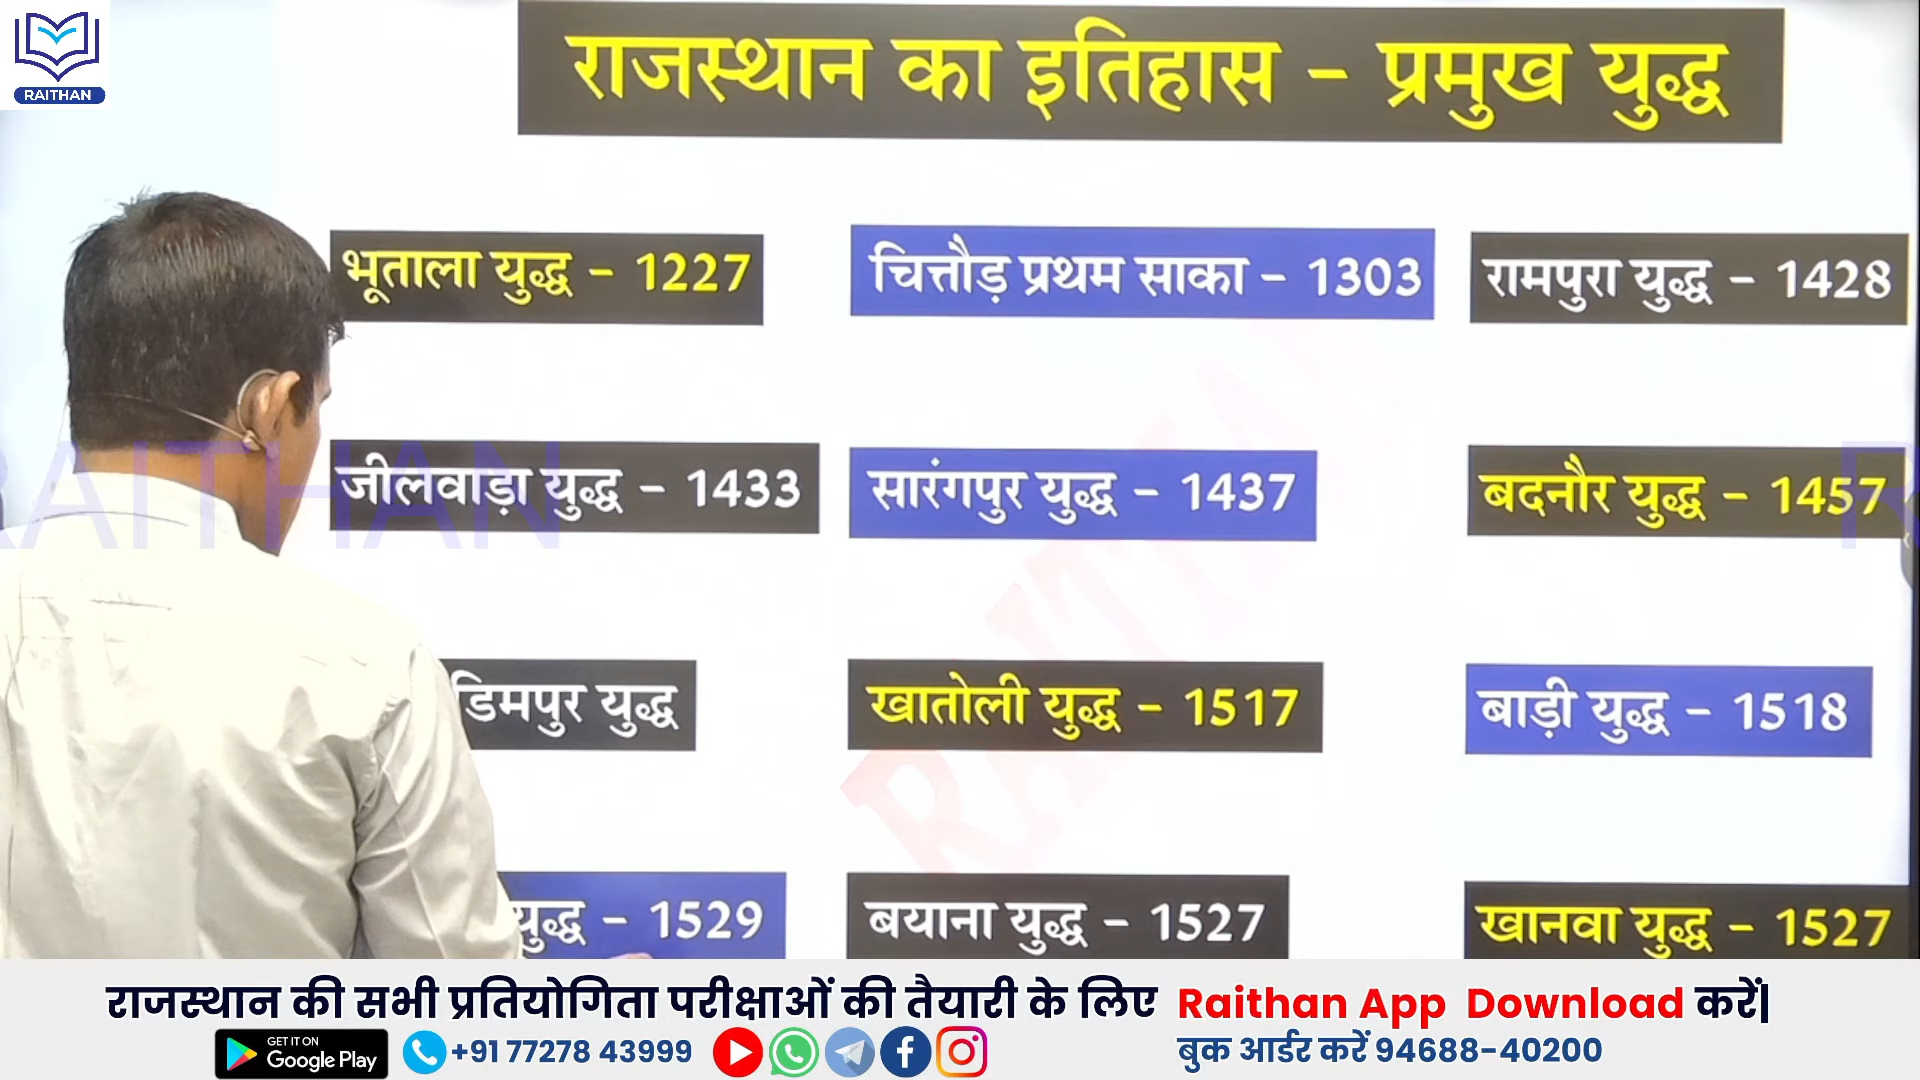 RAITHAN
राजस्थान का इतिहास - प्रमुख युद्ध
भूताला युद्ध - 1227
चित्तौड़ प्रथम साका - 1303
रामपुरा युद्ध - 1428
जीलवाड़ा युद्ध - 1433
सारंगपुर युद्ध - 1437
बदनौर युद्ध - 1457
RAITHAN
डिमपुर युद्ध
खातोली युद्ध - 1517
बाड़ी युद्ध - 1518
RAITHAN
युद्ध - 1529
बयाना युद्ध - 1527
खानवा युद्ध - 1527
राजस्थान की सभी प्रतियोगिता परीक्षाओं की तैयारी के लिए Raithan App Download करें|
GET IT ON
Google Play
+91 77278 43999
बुक आर्डर करें 94688-40200